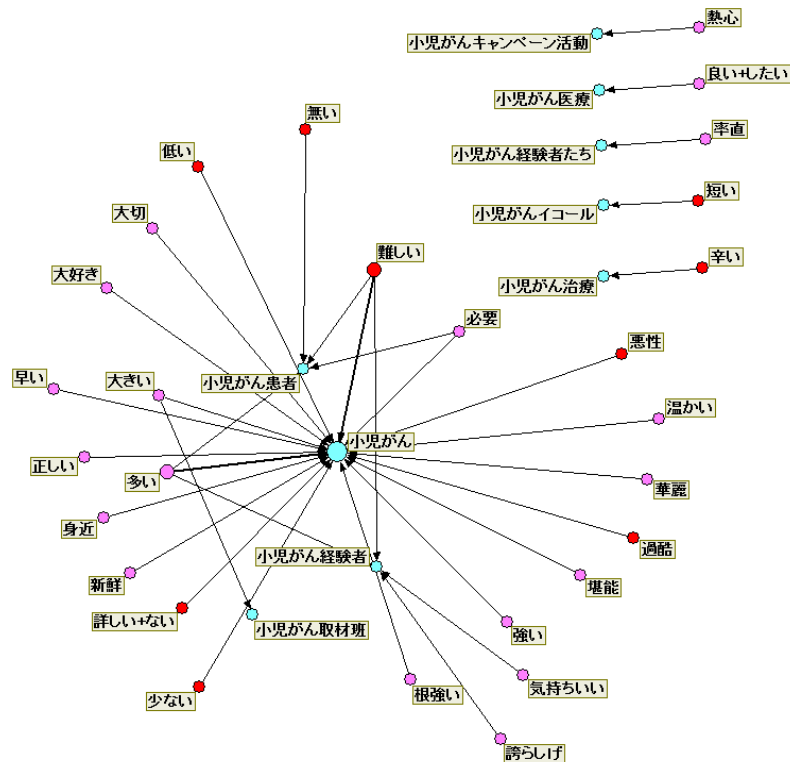 熱心
小児がんキャンペーン活動
良い+したい
小児がん医療
無い
率直
低い
小児がん経験者たち
短い
大切
小児がんイコール
難しい
辛い
大好き
小児がん治療
必要
悪性
早い
大きい
小児がん患者
温かい
小児がん
正しい
多い
華麗
身近
過酷
小児がん経験者
新鮮
堪能
詳しい+ない
小児がん取材班
強い
少ない
根強い
気持ちいい
誇らしげ